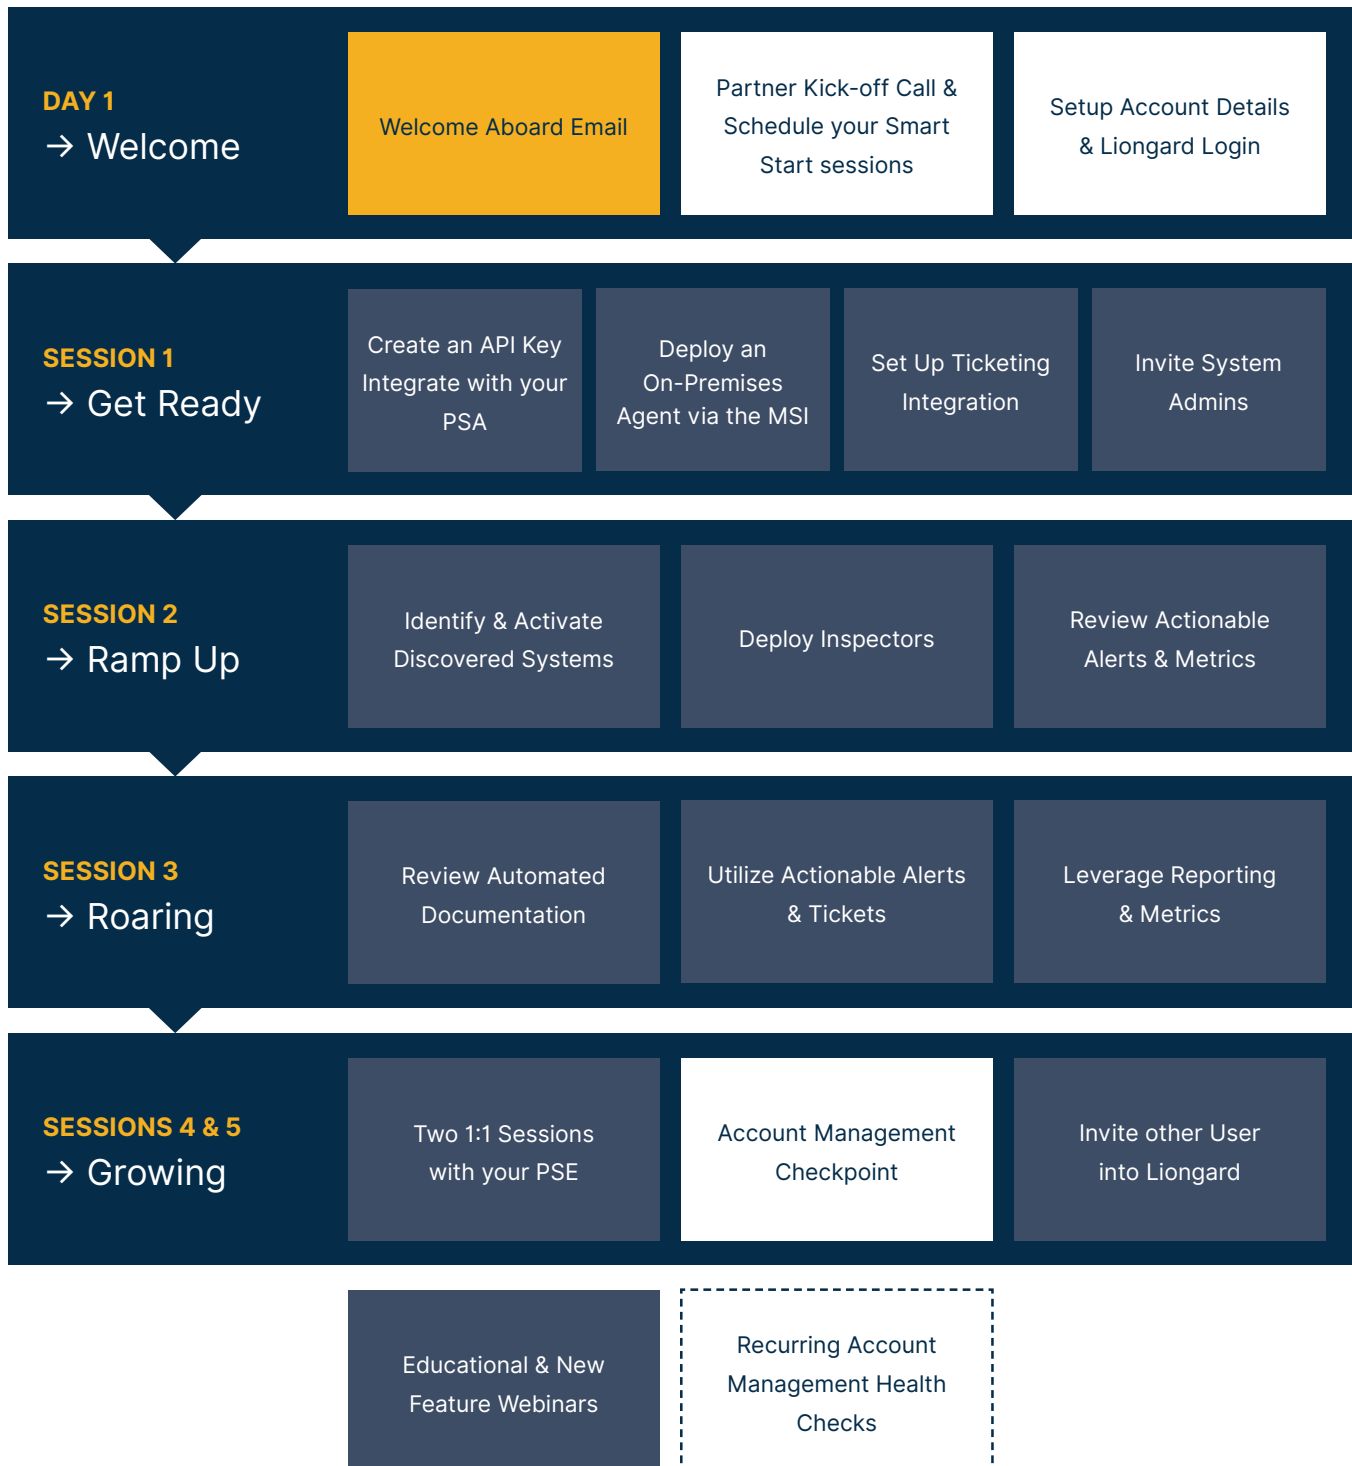 DAY 1
→ Welcome
Welcome Aboard Email
Partner Kick-off Call &
Schedule your Smart
Start sessions
Setup Account Details
& Liongard Login
SESSION 1
→ Get Ready
Create an API Key
Integrate with your
PSA
Deploy an
On-Premises
Agent via the MSI
Set Up Ticketing
Integration
Invite System
Admins
SESSION 2
→ Ramp Up
Identify & Activate
Discovered Systems
Deploy Inspectors
Review Actionable
Alerts & Metrics
SESSION 3
→ Roaring
Review Automated
Documentation
Utilize Actionable Alerts
& Tickets
Leverage Reporting
& Metrics
SESSIONS 4 & 5
→ Growing
Two 1:1 Sessions
with your PSE
Account Management
Checkpoint
Invite other User
into Liongard
Educational & New
Feature Webinars
Recurring Account
Management Health
Checks